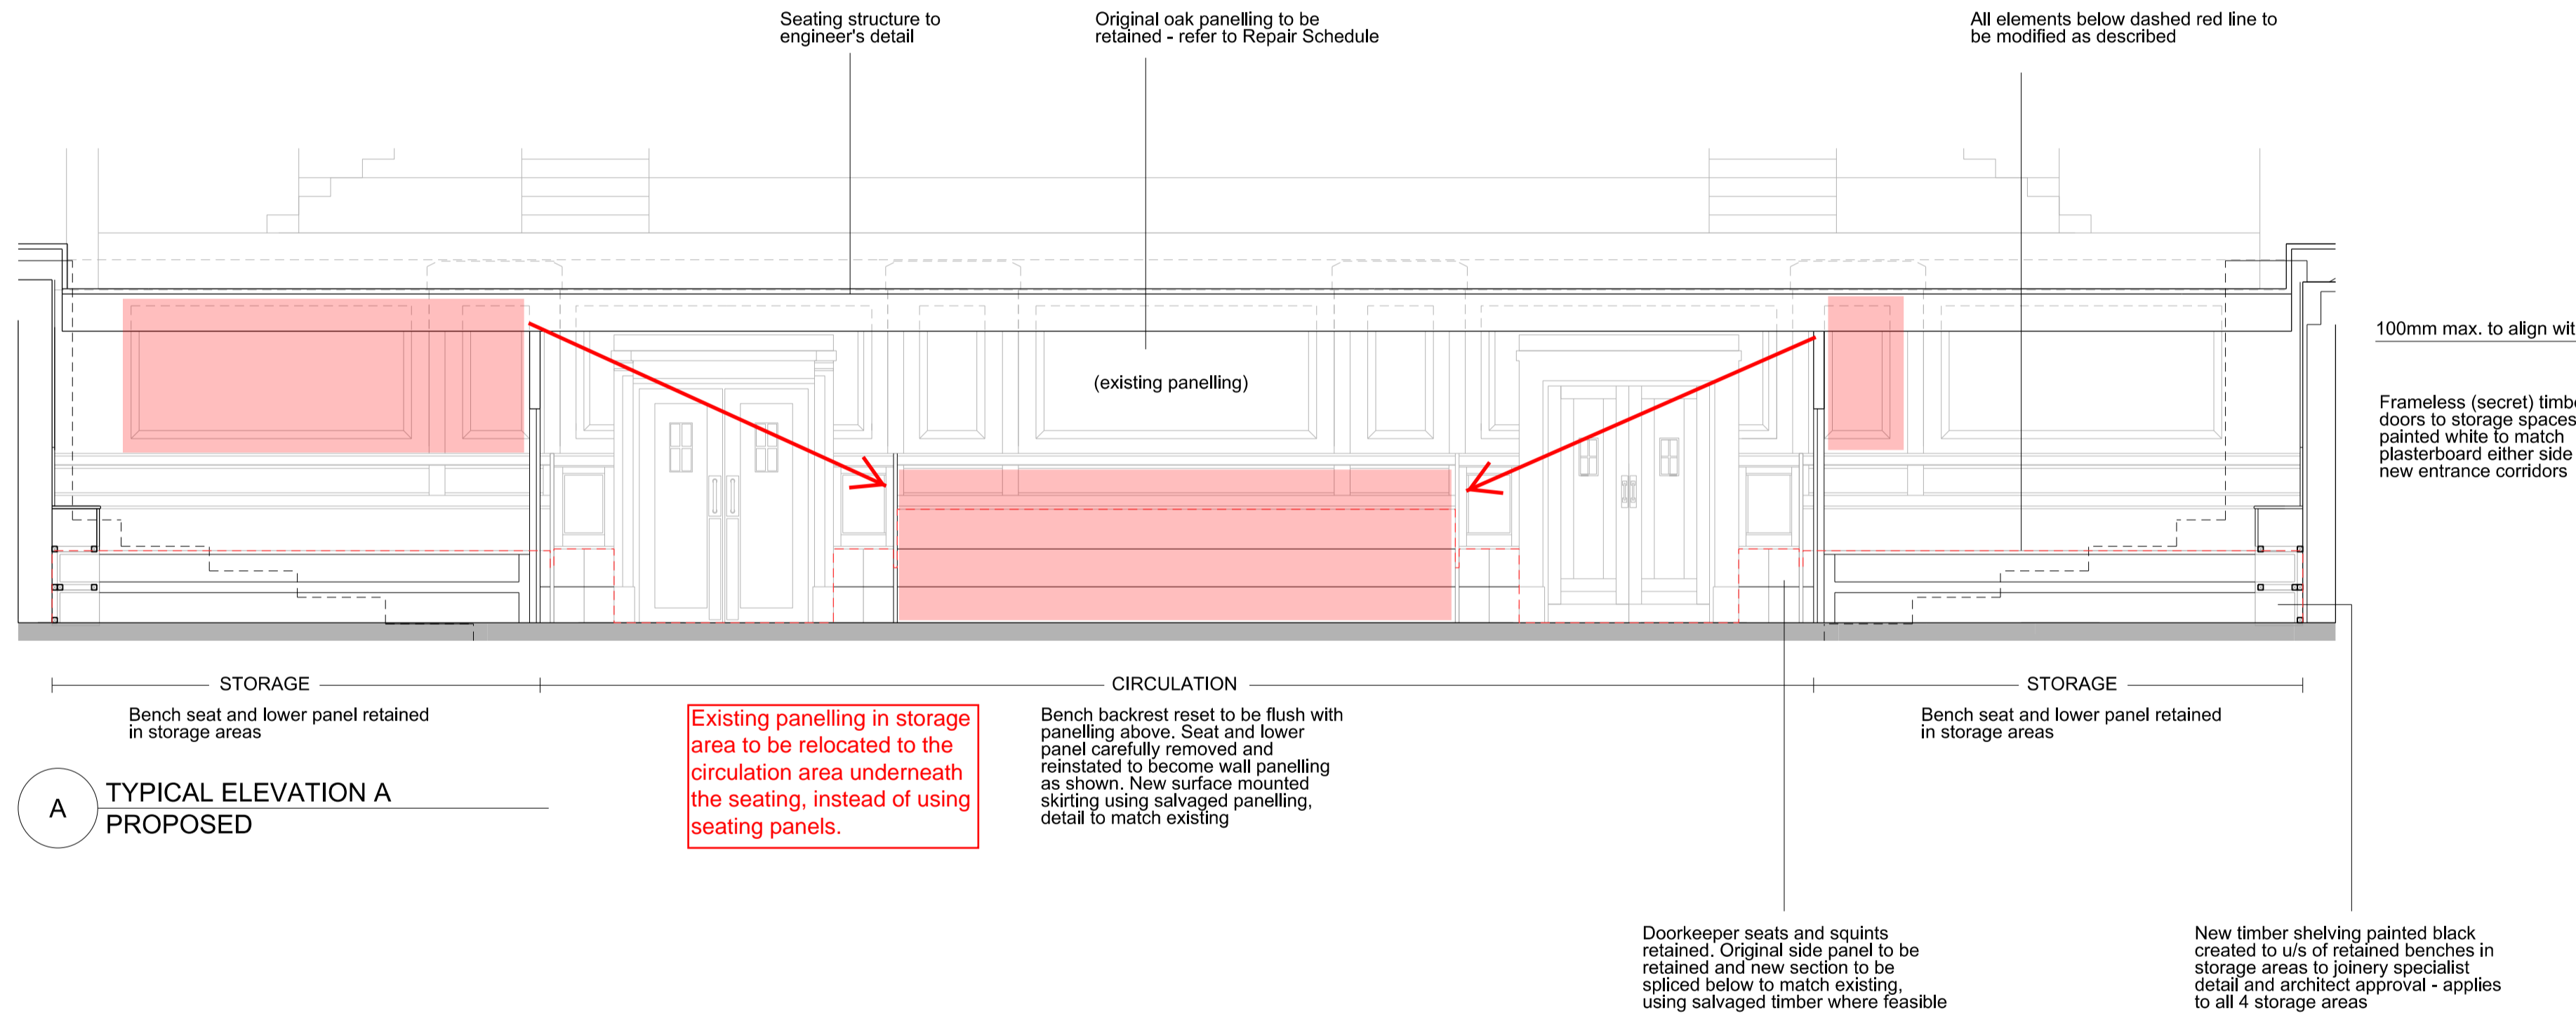 Seating structure to
engineer's detail
Original oak panelling to be
retained - refer to Repair Schedule
All elements below dashed red line to
be modified as described
(existing panelling)
100mm max. to align
Frameless (secret)
doors to storage spaces
painted white to match
plasterboard either side
new entrance corridors
STORAGE
CIRCULATION
STORAGE
Bench seat and lower panel retained
in storage areas
Existing panelling in storage
area to be relocated to the
circulation area underneath
the seating, instead of using
seating panels.
Bench backrest reset to be flush with
panelling above. Seat and lower
panel carefully removed and
reinstated to become wall panelling
as shown. New surface mounted
skirting using salvaged panelling,
detail to match existing
Bench seat and lower panel retained
in storage areas
A
TYPICAL ELEVATION A
PROPOSED
Doorkeeper seats and squints
retained. Original side panel to be
retained and new section to be
spliced below to match existing,
using salvaged timber where feasible
New timber shelving painted black
created to u/s of retained benches in
storage areas to joinery specialist
detail and architect approval - applies
to all 4 storage areas